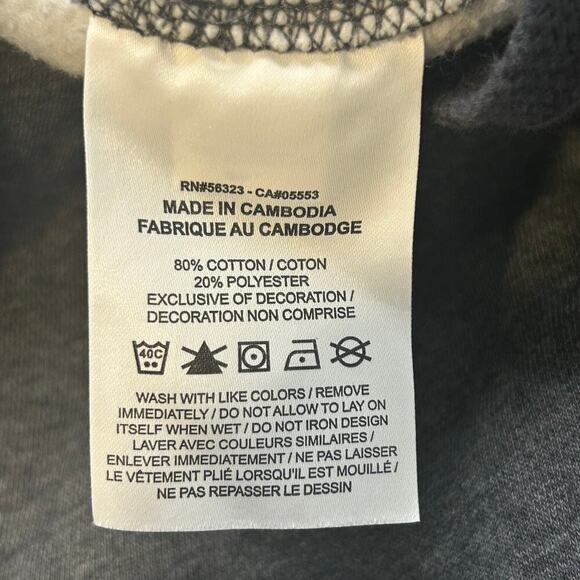 RN#56323 - CA#05553
MADE IN CAMBODIA
FABRIQUE AU CAMBODGE
80% COTTON / COTON
20% POLYESTER
EXCLUSIVE OF DECORATION /
DECORATION NON COMPRISE
40C
WASH WITH LIKE COLORS / REMOVE
IMMEDIATELY / DO NOT ALLOW TO LAY ON
ITSELF WHEN WET / DO NOT IRON DESIGN
LAVER AVEC COULEURS SIMILAIRES /
ENLEVER IMMEDIATEMENT / NE PAS LAISSER
LE VÊTEMENT PLIÉ LORSQU'IL EST MOUILLÉ /
NE PAS REPASSER LE DESSIN